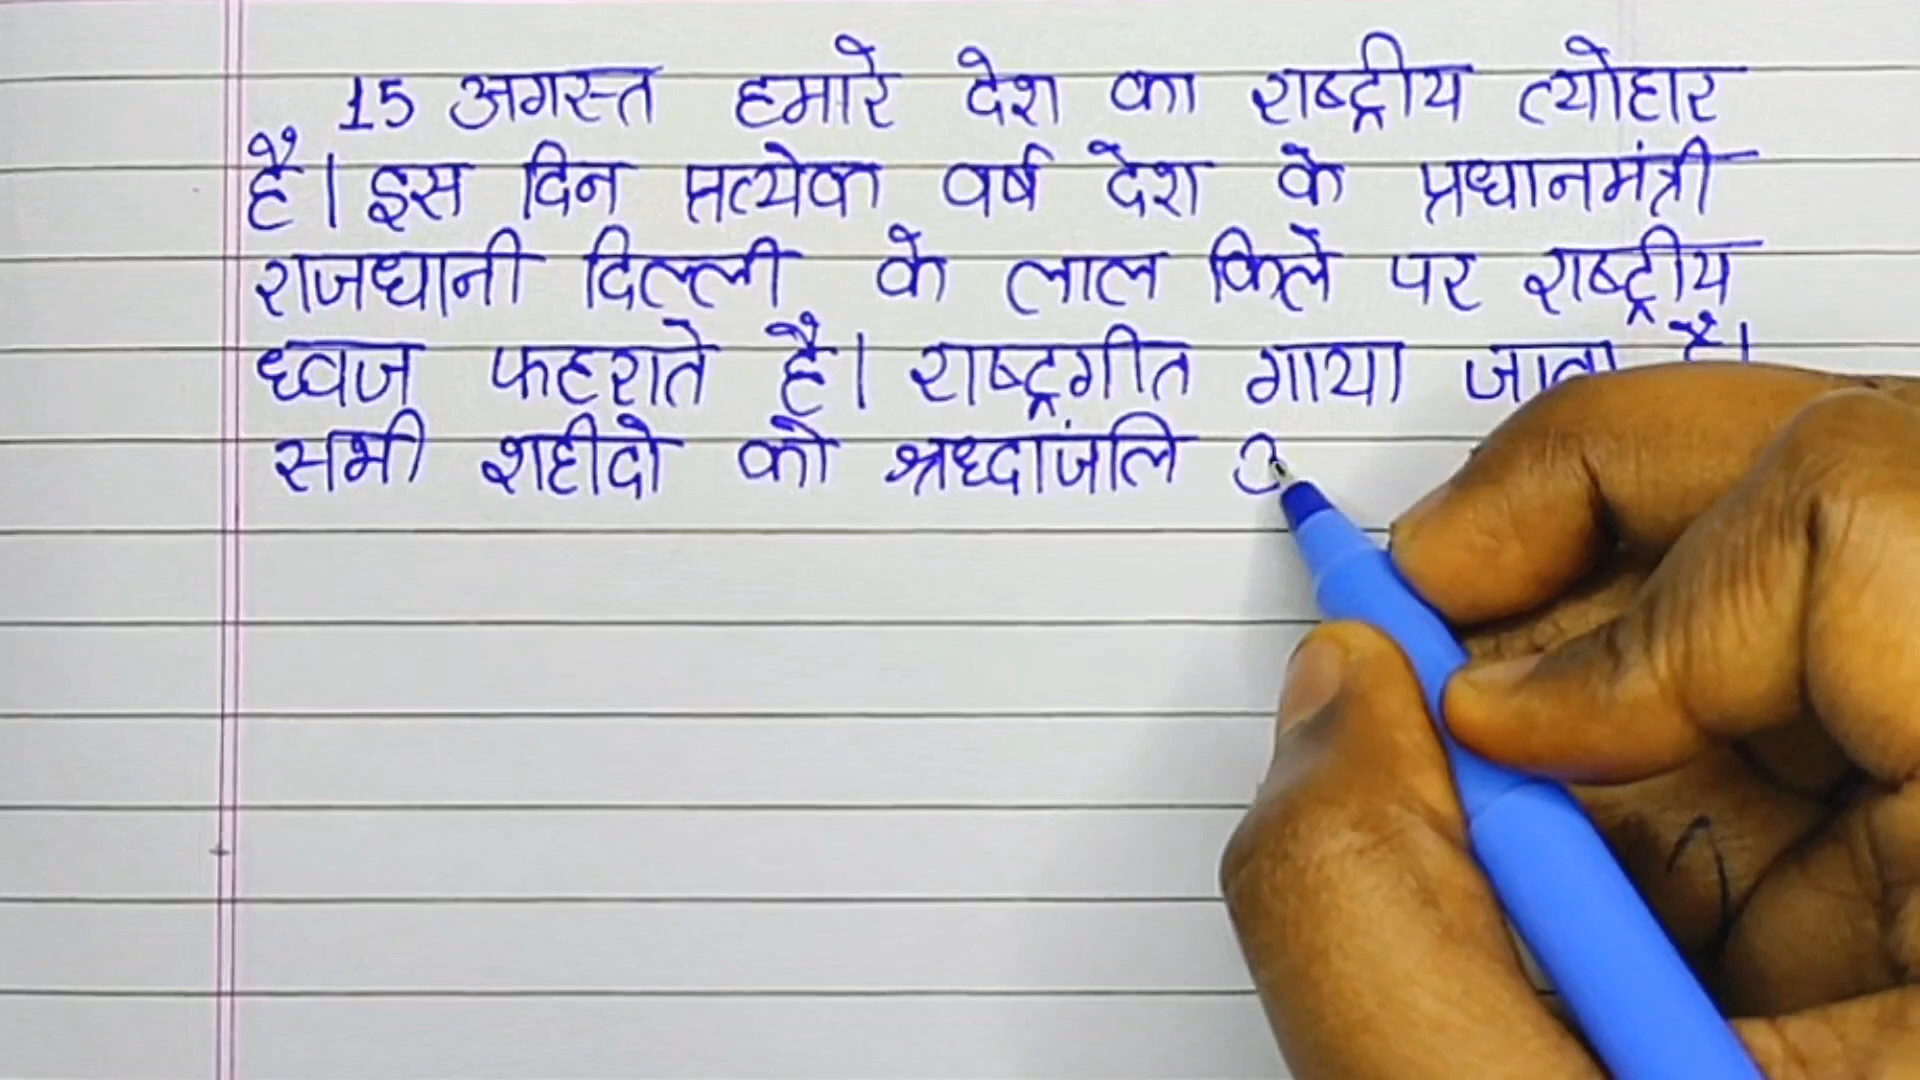 15 अगस्त हमारे देश का राष्ट्रीय त्योहार
है। इस दिन प्रत्येक वर्ष देश के प्रधानमंत्री
राजधानी दिल्ली के लाल किले पर राष्ट्रीय
ध्वज फहराते है। राष्ट्रगीत गाया जाता है।
सभी शहीदो को श्रध्दांजलि